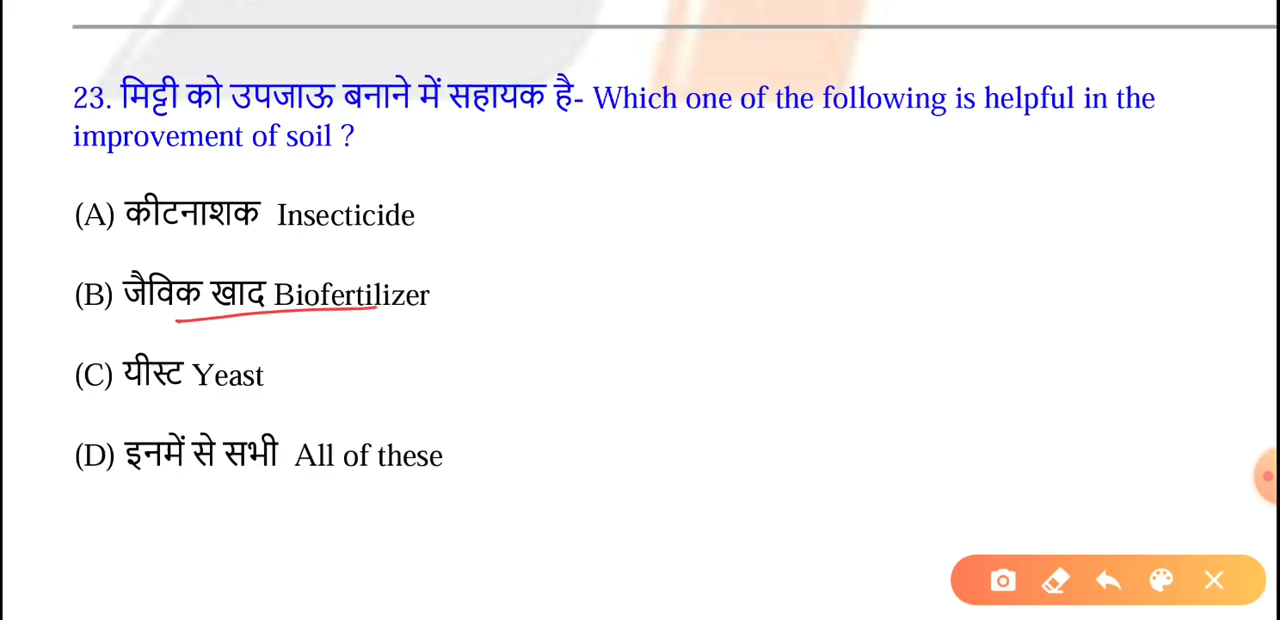 23. मिट्टी को उपजाऊ बनाने में सहायक है- Which one of the following is helpful in the
improvement of soil ?
(A) कीटनाशक Insecticide
(B) जैविक खाद Biofertilizer
(C) यीस्ट Yeast
(D) इनमें से सभी All of these